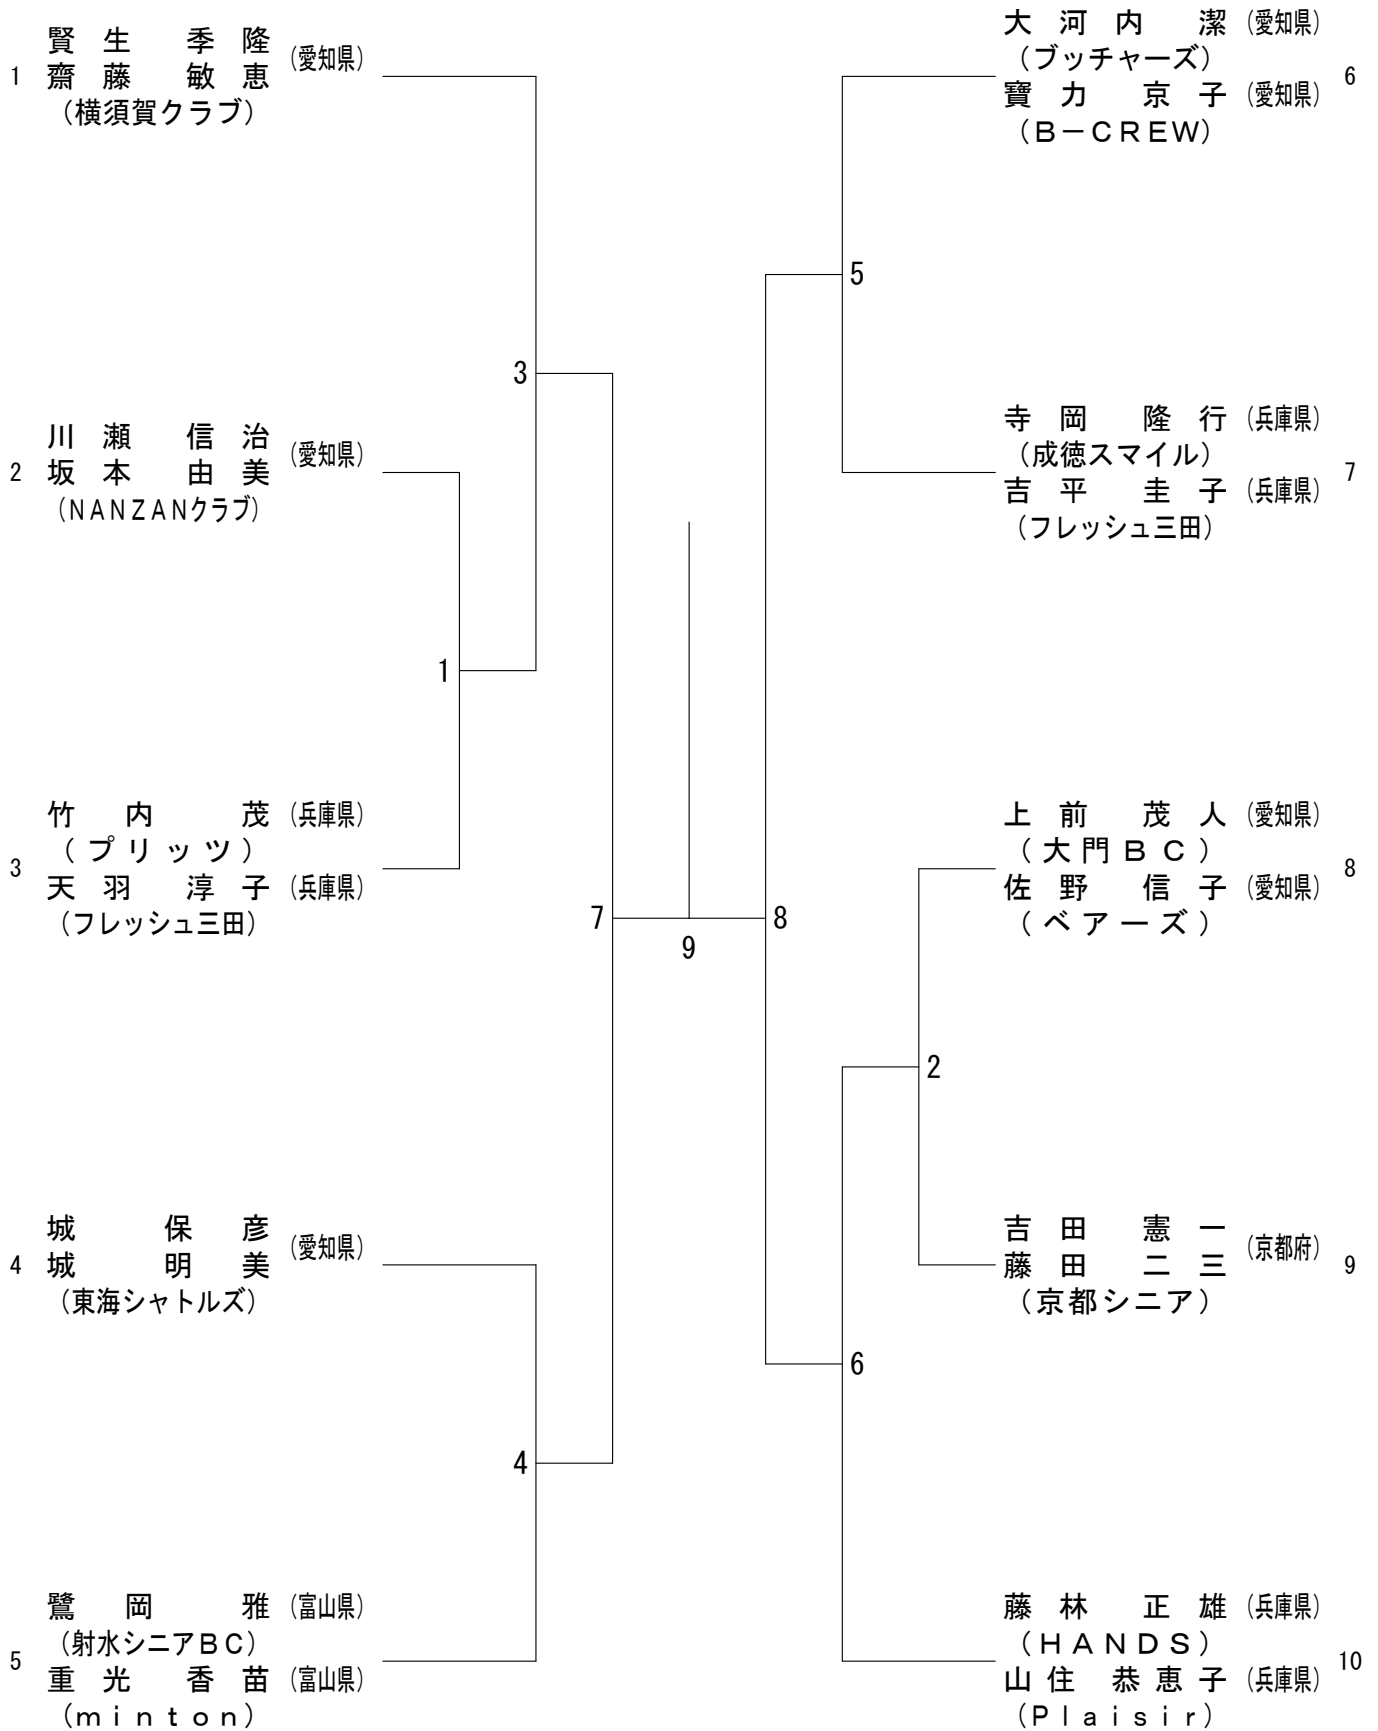 賢生 季隆 (愛知県)
1 齋藤 敏恵
(横須賀クラブ)
3
川瀬 信治 (愛知県)
2 坂本 由美
(NANZANクラブ)
1
竹内 茂 (兵庫県)
(プリッツ)
3
天羽 淳子 (兵庫県)
(フレッシュ三田)
7
9
城 保彦 (愛知県)
4 城 明美
(東海シャトルズ)
4
鷺岡 雅 (富山県)
(射水シニアBC)
5
重光 香苗 (富山県)
(minton)
大河内 潔 (愛知県)
(ブッチャーズ)
6
寶力 京子 (愛知県)
(B-CREW)
5
寺岡 隆行 (兵庫県)
(成徳スマイル)
7
吉平 圭子 (兵庫県)
(フレッシュ三田)
8
上前 茂人 (愛知県)
(大門BC)
8
佐野 信子 (愛知県)
(ベアーズ)
2
吉田 憲一 (京都府)
藤田 二三 9
(京都シニア)
6
藤林 正雄 (兵庫県)
(HANDS)
10
山住 恭恵子 (兵庫県)
(Plaisir)